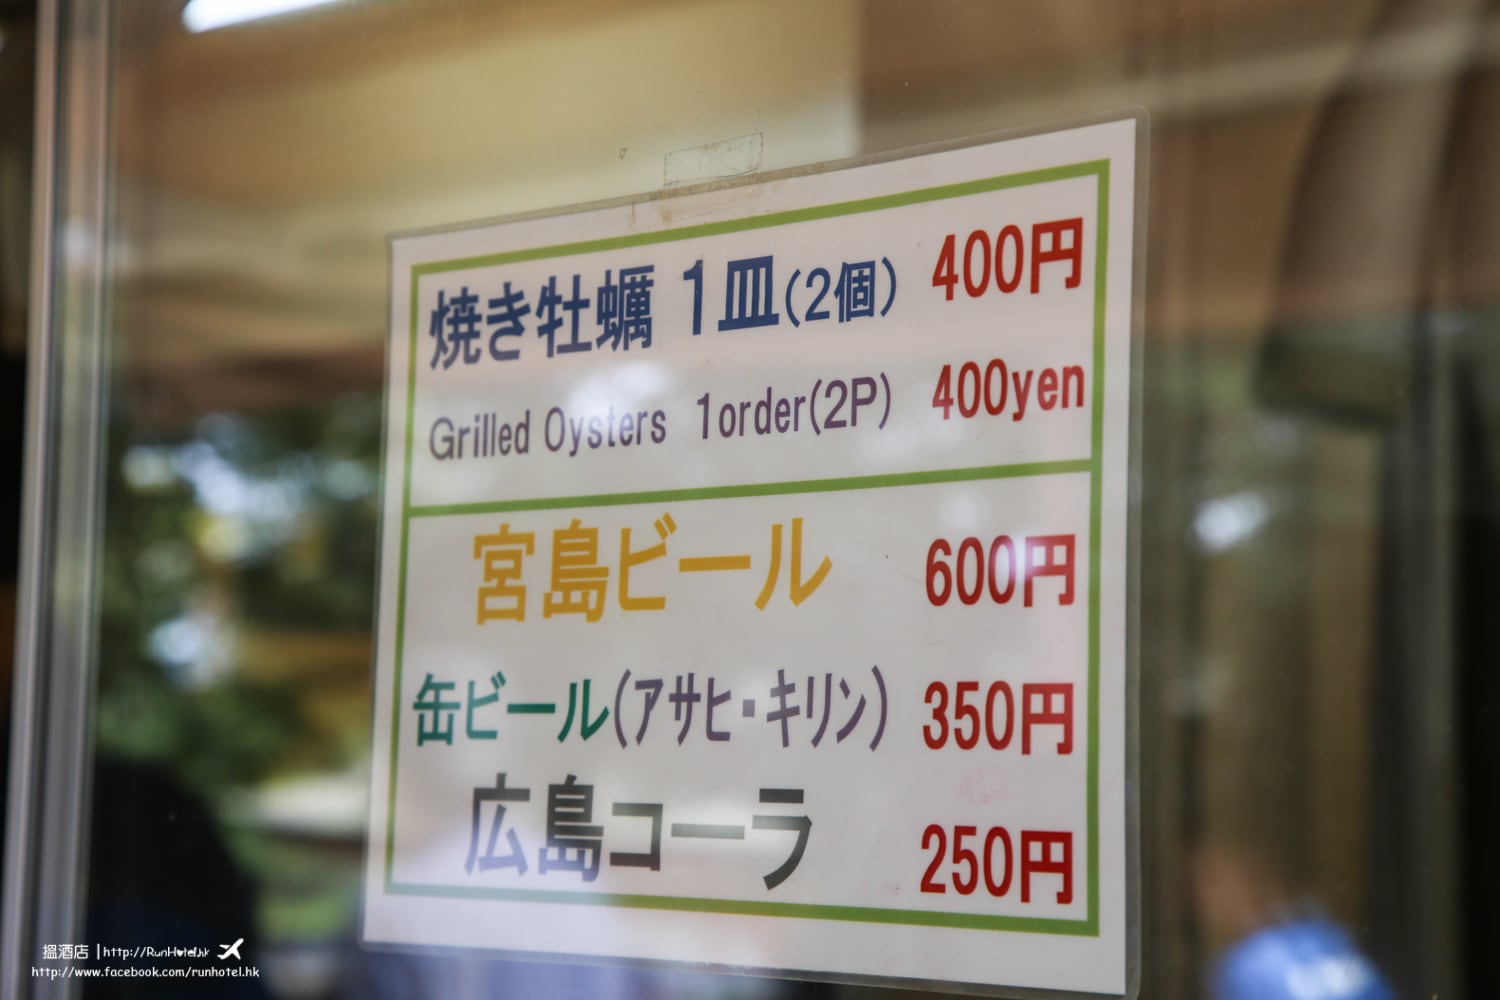 焼き牡蠣 1皿(2個) 400円
Grilled Oysters 1order(2P) 400yen
宮島ビール 600円
缶ビール(アサヒ・キリン) 350円
広島コーラ 250円
搵酒店 | http://RunHotel.hk
http://www.facebook.com/runhotel.hk